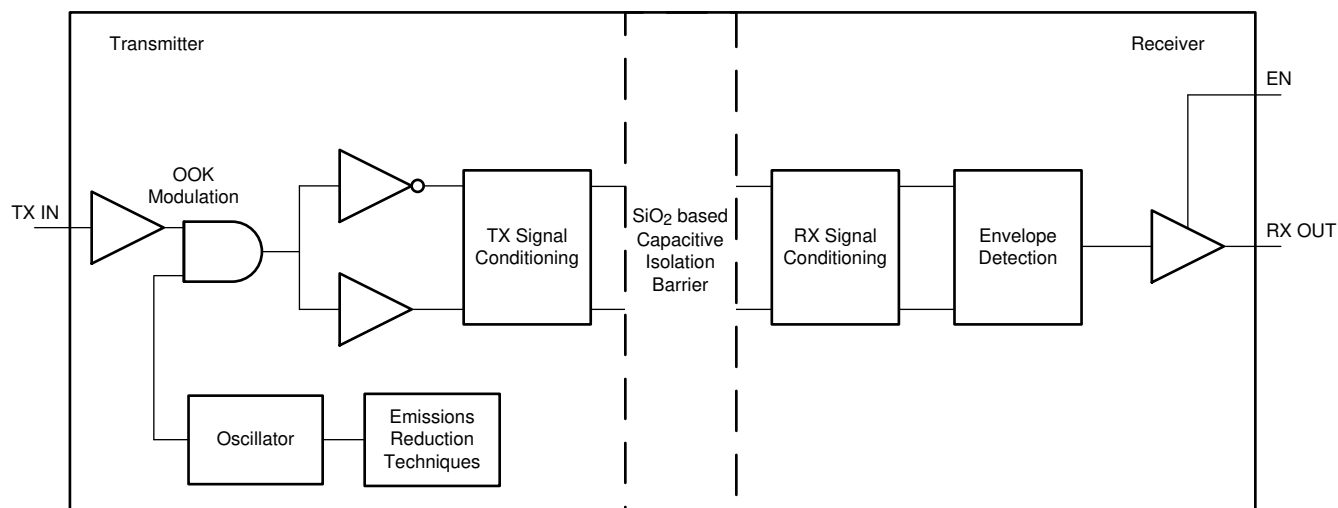 Transmitter
Receiver
EN
OOK
Modulation
TX IN
TX Signal
Conditioning
SiO2 based
Capacitive
Isolation
Barrier
RX Signal
Conditioning
Envelope
Detection
RX OUT
Oscillator
Emissions
Reduction
Techniques